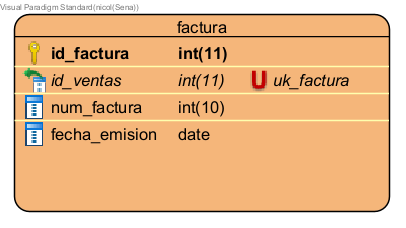 Visual Paradigm Standard(nicol(Sena))
factura
id_factura int(11)
id_ventas int(11) U uk_factura
num_factura int(10)
fecha_emision date